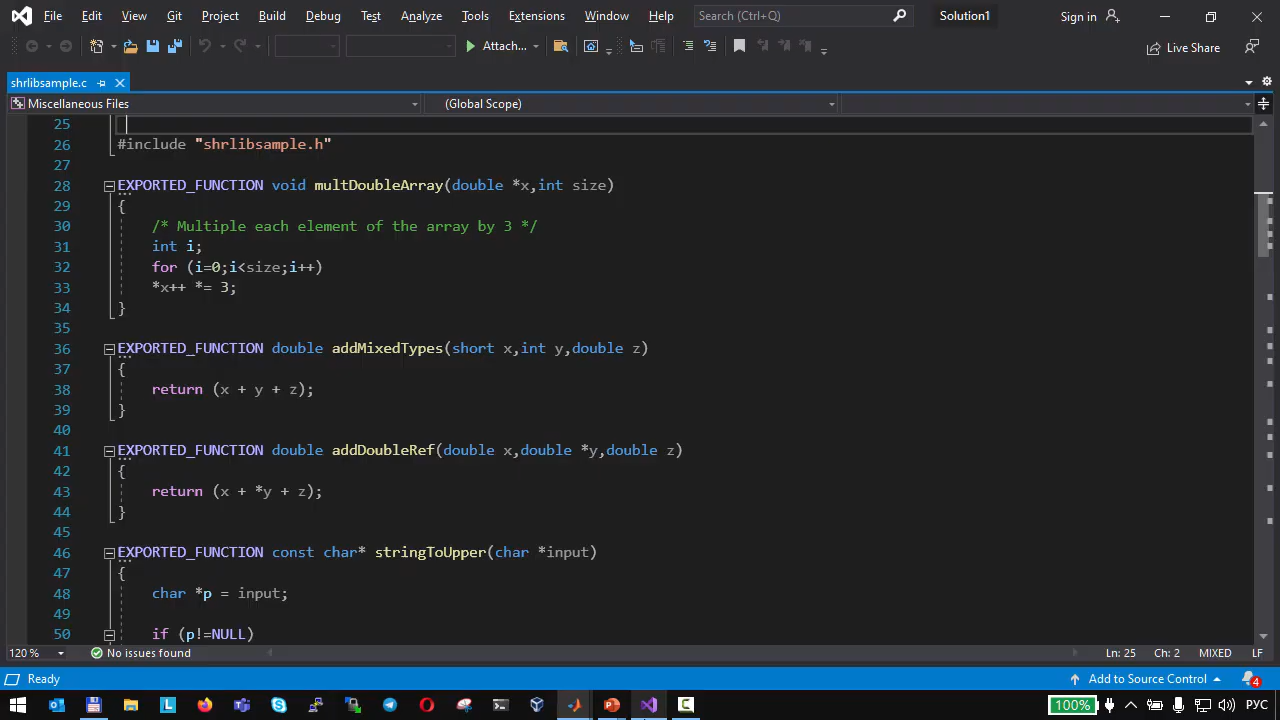 File Edit View Git Project Build Debug Test Analyze Tools Extensions Window Help Search (Ctrl+Q) Solution1 Sign in
Attach... Live Share
shrlibsample.c
Miscellaneous Files (Global Scope)
25
26 #include "shrlibsample.h"
27
28 EXPORTED_FUNCTION void multDoubleArray(double *x,int size)
29 {
30 /* Multiple each element of the array by 3 */
31 int i;
32 for (i=0;i<size;i++)
33 *x++ *= 3;
34 }
35
36 EXPORTED_FUNCTION double addMixedTypes(short x,int y,double z)
37 {
38 return (x + y + z);
39 }
40
41 EXPORTED_FUNCTION double addDoubleRef(double x,double *y,double z)
42 {
43 return (x + *y + z);
44 }
45
46 EXPORTED_FUNCTION const char* stringToUpper(char *input)
47 {
48 char *p = input;
49
50 if (p!=NULL)
120 % No issues found Ln: 25 Ch: 2 MIXED LF
Ready Add to Source Control 4
100% РУС